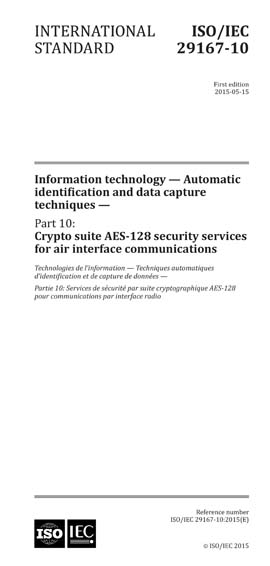 INTERNATIONAL
STANDARD
ISO/IEC
29167-10
First edition
2015-05-15
Information technology — Automatic
identification and data capture
techniques —
Part 10:
Crypto suite AES-128 security services
for air interface communications
Technologies de l'information — Techniques automatiques
d'identification et de capture de données —
Partie 10: Services de sécurité par suite cryptographique AES-128
pour communications par interface radio
Reference number
ISO/IEC 29167-10:2015(E)
ISO IEC
© ISO/IEC 2015